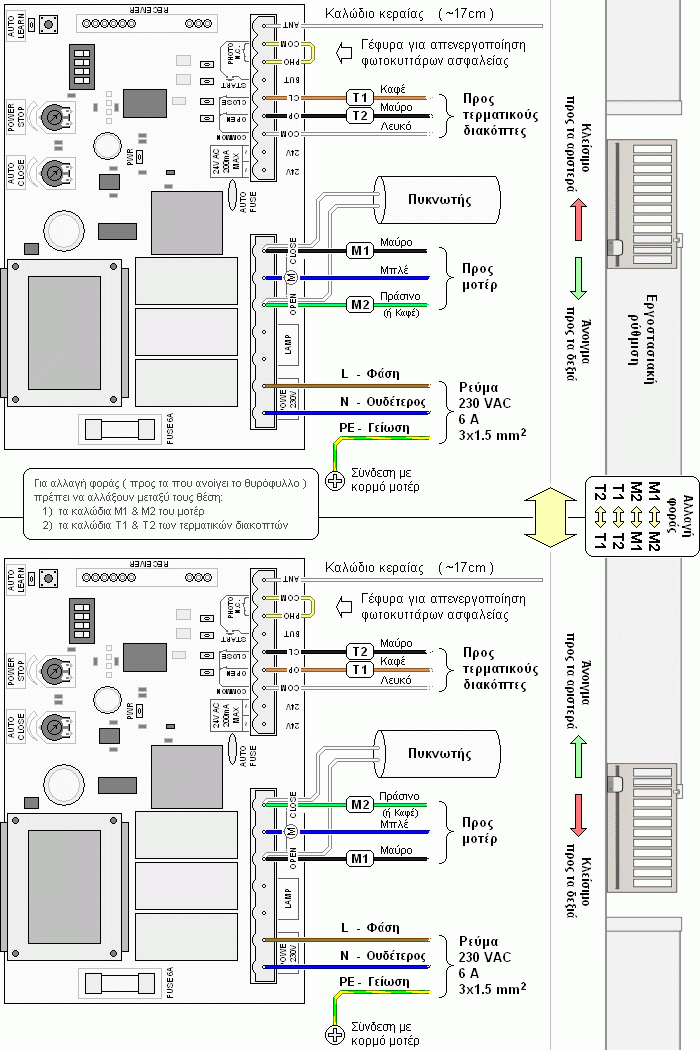 AUTO LEARN
RECEIVER
ANT
Καλώδιο κεραίας ( ~17cm )
PHOTO N.C.
COM
PHO
Γέφυρα για απενεργοποίηση
φωτοκυττάρων ασφαλείας
START
BUT
POWER STOP
CLOSE
CL
T1
Καφέ
OPEN
OP
T2
Μαύρο
COMMON
COM
Λευκό
Προς
τερματικούς
διακόπτες
PWR
AUTO CLOSE
24V AC
200mA
MAX
~
~
24V
24V
AUTO FUSE
Πυκνωτής
CLOSE
M1
Μαύρο
M
Μπλέ
OPEN
M2
Πράσινο
(ή Καφέ)
Προς
μοτέρ
LAMP
POWER 230V
L - Φάση
N - Ουδέτερος
PE - Γείωση
Ρεύμα
230 VAC
6 A
3x1.5 mm²
FUSE 6A
Σύνδεση με
κορμό μοτέρ
Κλείσιμο
προς τα αριστερά
Άνοιγμα
προς τα δεξιά
Εργοστασιακή
ρύθμιση
Για αλλαγή φοράς ( προς τα που ανοίγει το θυρόφυλλο )
πρέπει να αλλάξουν μεταξύ τους θέση:
1) τα καλώδια M1 & M2 του μοτέρ
2) τα καλώδια T1 & T2 των τερματικών διακοπτών
Αλλαγή
φοράς
M1 M2
M2 M1
T1 T2
T2 T1
AUTO LEARN
RECEIVER
ANT
Καλώδιο κεραίας ( ~17cm )
PHOTO N.C.
COM
PHO
Γέφυρα για απενεργοποίηση
φωτοκυττάρων ασφαλείας
START
BUT
POWER STOP
CLOSE
CL
T2
Μαύρο
OPEN
OP
T1
Καφέ
COMMON
COM
Λευκό
Προς
τερματικούς
διακόπτες
PWR
AUTO CLOSE
24V AC
200mA
MAX
~
~
24V
24V
AUTO FUSE
Πυκνωτής
CLOSE
M2
Πράσινο
(ή Καφέ)
M
Μπλέ
OPEN
M1
Μαύρο
Προς
μοτέρ
LAMP
POWER 230V
L - Φάση
N - Ουδέτερος
PE - Γείωση
Ρεύμα
230 VAC
6 A
3x1.5 mm²
FUSE 6A
Σύνδεση με
κορμό μοτέρ
Άνοιγμα
προς τα αριστερά
Κλείσιμο
προς τα δεξιά